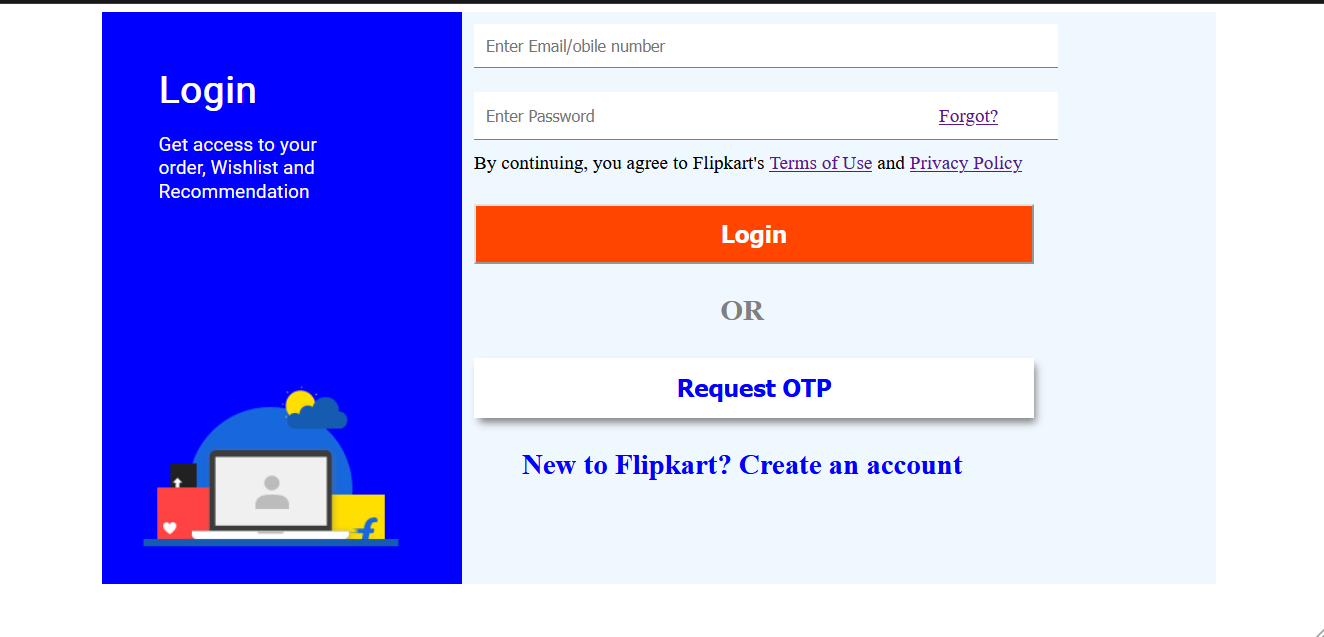 Login
Get access to your
order, Wishlist and
Recommendation
Enter Email/obile number
Enter Password
Forgot?
By continuing, you agree to Flipkart's Terms of Use and Privacy Policy
Login
OR
Request OTP
New to Flipkart? Create an account
f